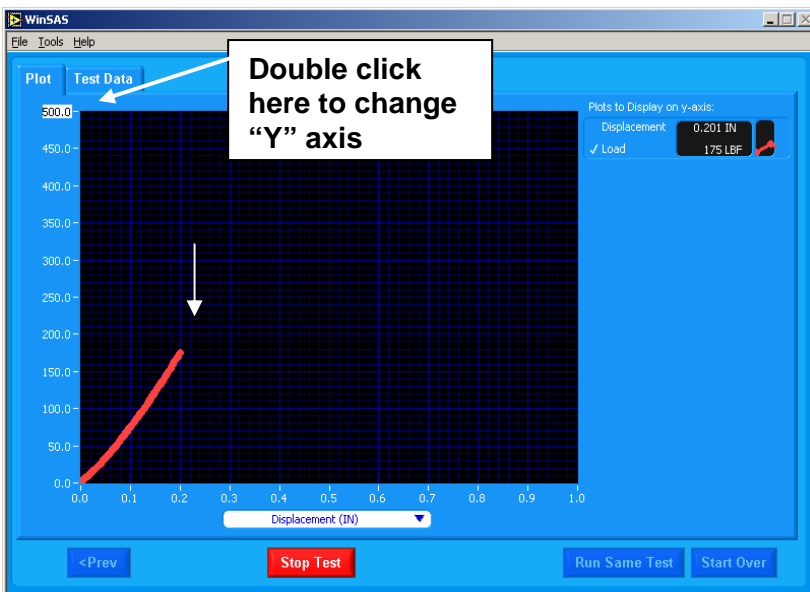 WinSAS
File Tools Help
Plot Test Data
Double click
here to change
“Y” axis
Plots to Display on y-axis:
Displacement 0.201 IN
✓ Load 175 LBF
500.0
450.0
400.0
350.0
300.0
250.0
200.0
150.0
100.0
50.0
0.0
0.0 0.1 0.2 0.3 0.4 0.5 0.6 0.7 0.8 0.9 1.0
Displacement (IN)
<Prev Stop Test Run Same Test Start Over